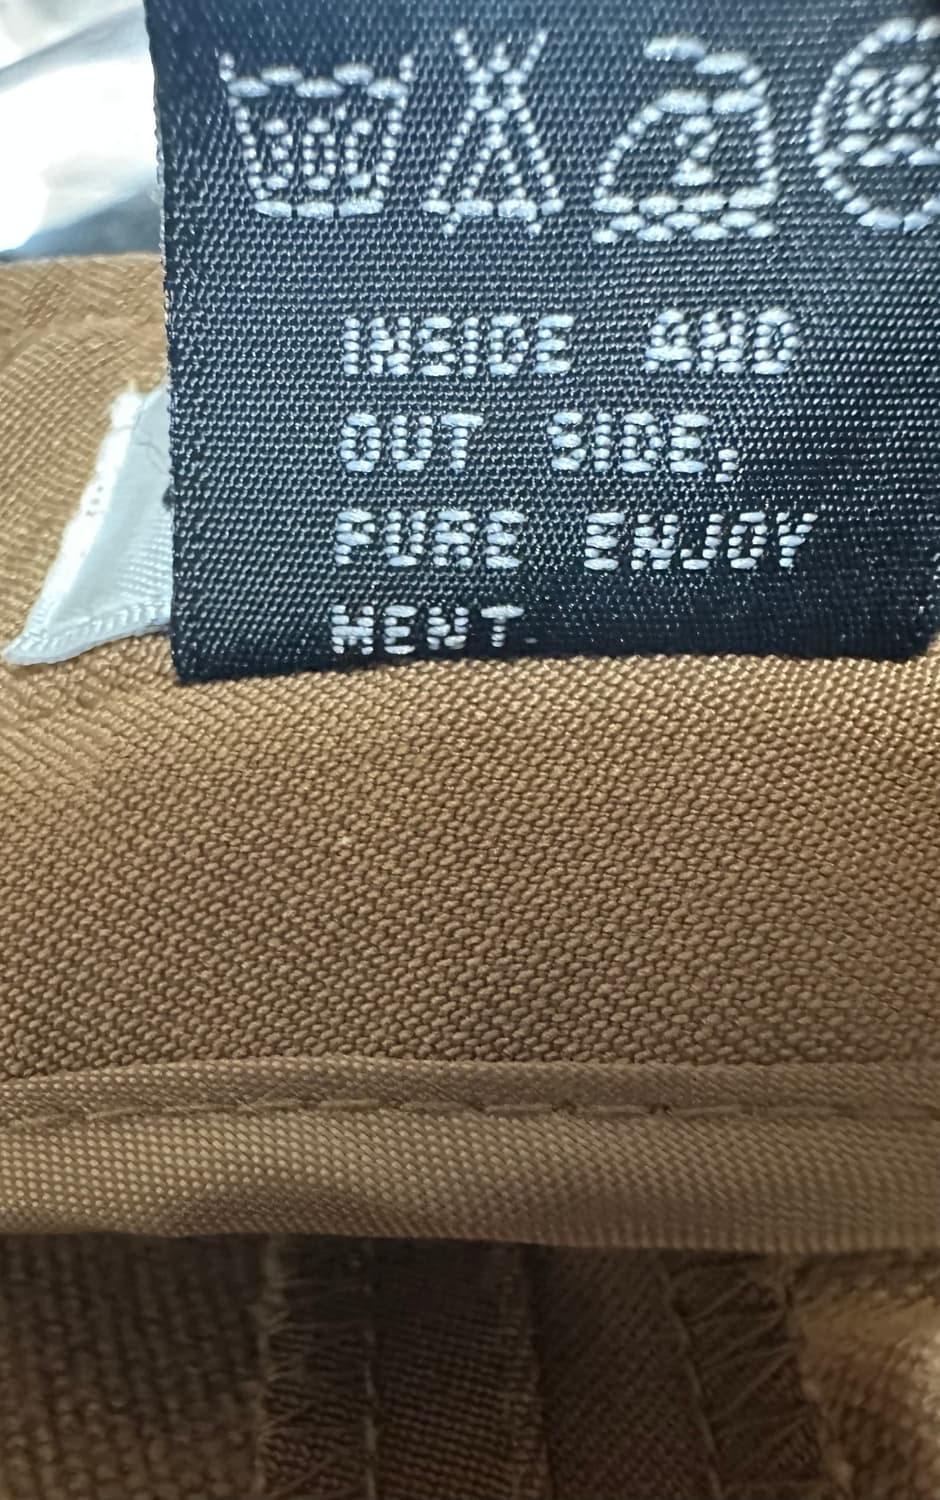 INSIDE AND
OUT SIDE,
PURE ENJOY
MENT.